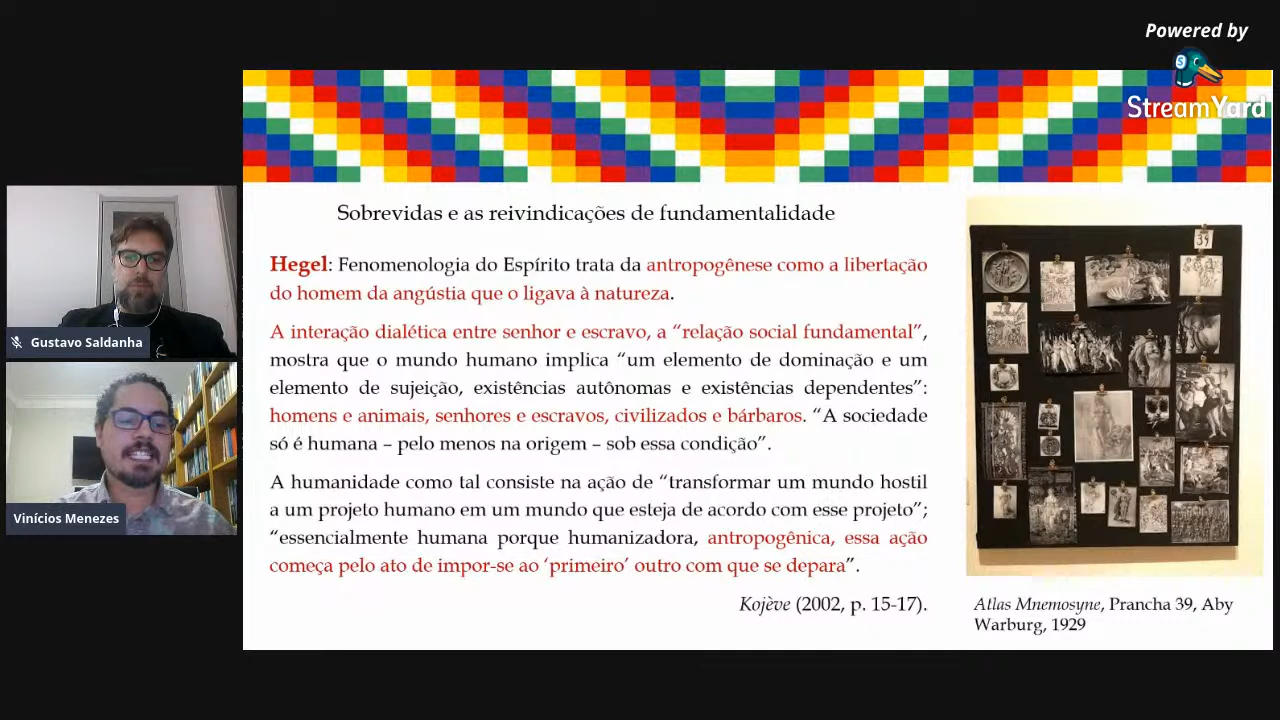 Powered by
StreamYard
Sobrevidas e as reivindicações de fundamentalidade
Hegel: Fenomenologia do Espírito trata da antropogênese como a libertação
do homem da angústia que o ligava à natureza.
A interação dialética entre senhor e escravo, a “relação social fundamental”,
mostra que o mundo humano implica “um elemento de dominação e um
elemento de sujeição, existências autônomas e existências dependentes”:
homens e animais, senhores e escravos, civilizados e bárbaros. “A sociedade
só é humana – pelo menos na origem – sob essa condição”.
A humanidade como tal consiste na ação de “transformar um mundo hostil
a um projeto humano em um mundo que esteja de acordo com esse projeto”;
“essencialmente humana porque humanizadora, antropogênica, essa ação
começa pelo ato de impor-se ao ‘primeiro’ outro com que se depara”.
Kojève (2002, p. 15-17).
39
Atlas Mnemosyne, Prancha 39, Aby
Warburg, 1929
Gustavo Saldanha
Vinícios Menezes